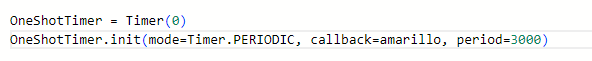 OneShotTimer = Timer(0)
OneShotTimer.init(mode=Timer.PERIODIC, callback=amarillo, period=3000)